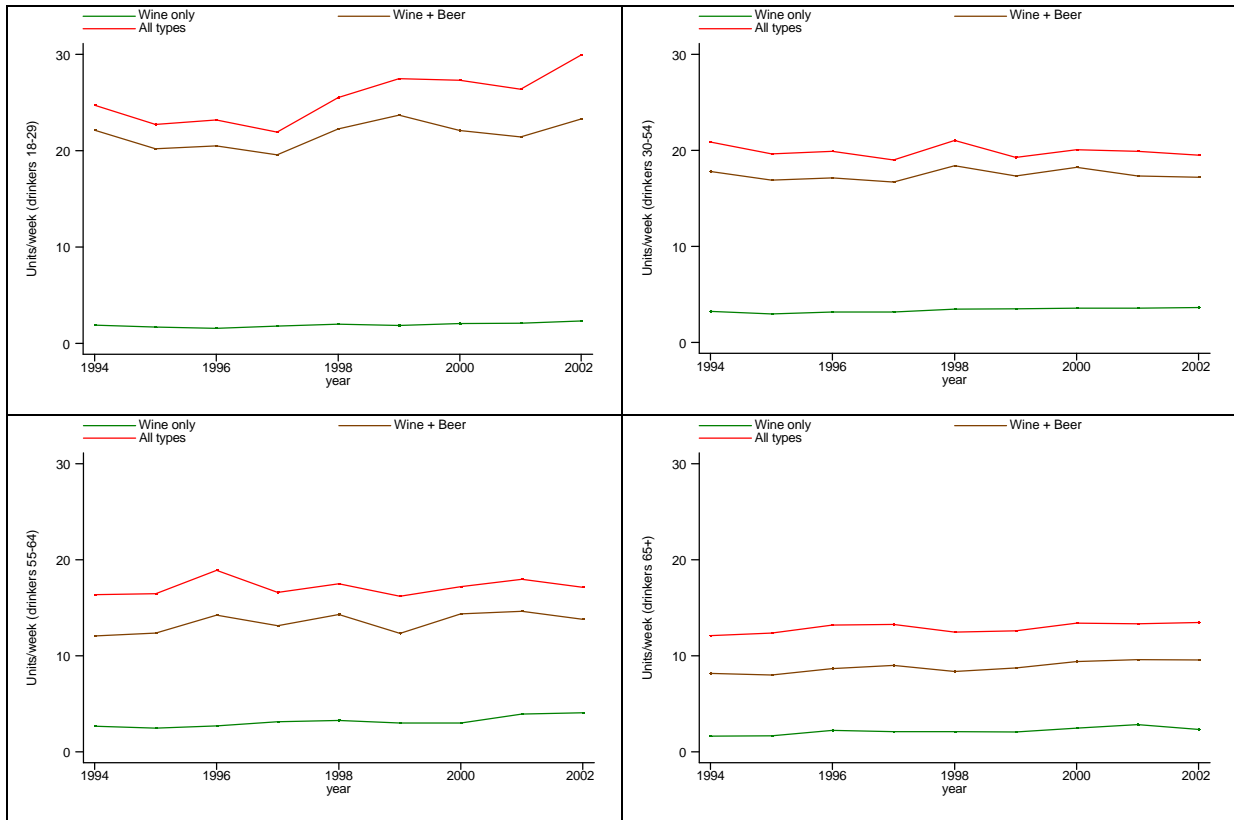 Wine only Wine + Beer
All types
Units/week (drinkers 18-29)
30
20
10
0
1994 1996 1998 2000 2002
year
Wine only Wine + Beer
All types
Units/week (drinkers 30-54)
30
20
10
0
1994 1996 1998 2000 2002
year
Wine only Wine + Beer
All types
Units/week (drinkers 55-64)
30
20
10
0
1994 1996 1998 2000 2002
year
Wine only Wine + Beer
All types
Units/week (drinkers 65+)
30
20
10
0
1994 1996 1998 2000 2002
year